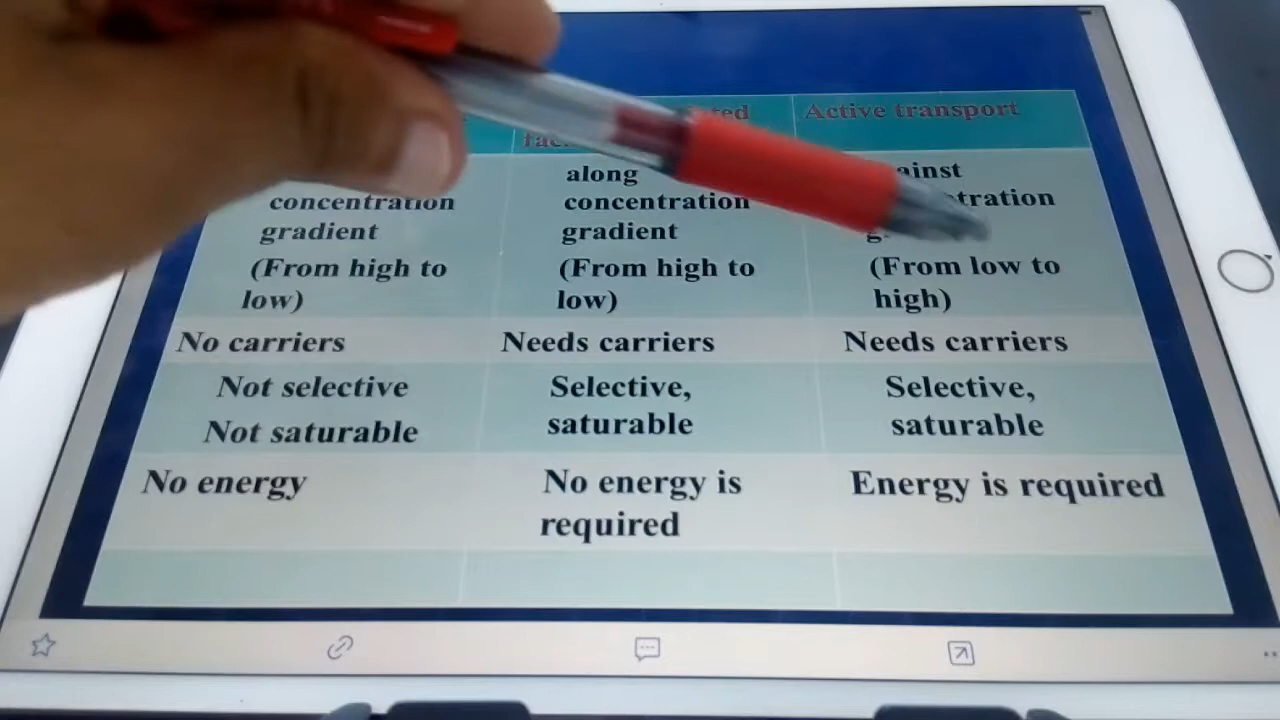 Active transport
along
concentration
gradient
(From high to
low)
concentration
gradient
(From high to
low)
(From low to
high)
No carriers
Needs carriers
Needs carriers
Not selective
Not saturable
Selective,
saturable
Selective,
saturable
No energy
No energy is
required
Energy is required